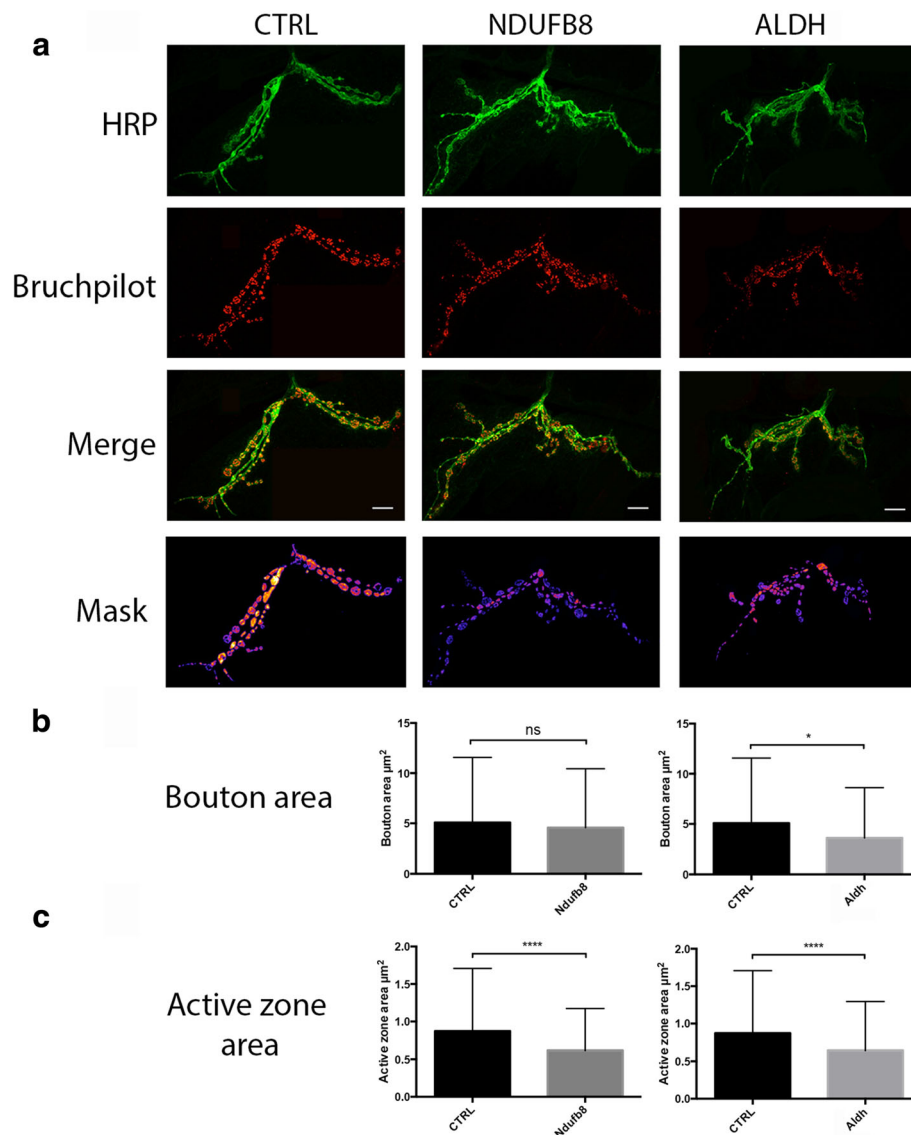 CTRL NDUFB8 ALDH
a
HRP
Bruchpilot
Merge
Mask
b
Bouton area
Bouton area µm²
15
10
5
0
ns
CTRL
Ndufb8
Bouton area µm²
15
10
5
0
*
CTRL
Aldh
c
Active zone
area
Active zone area µm²
2.0
1.5
1.0
0.5
0.0
****
CTRL
Ndufb8
Active zone area µm²
2.0
1.5
1.0
0.5
0.0
****
CTRL
Aldh